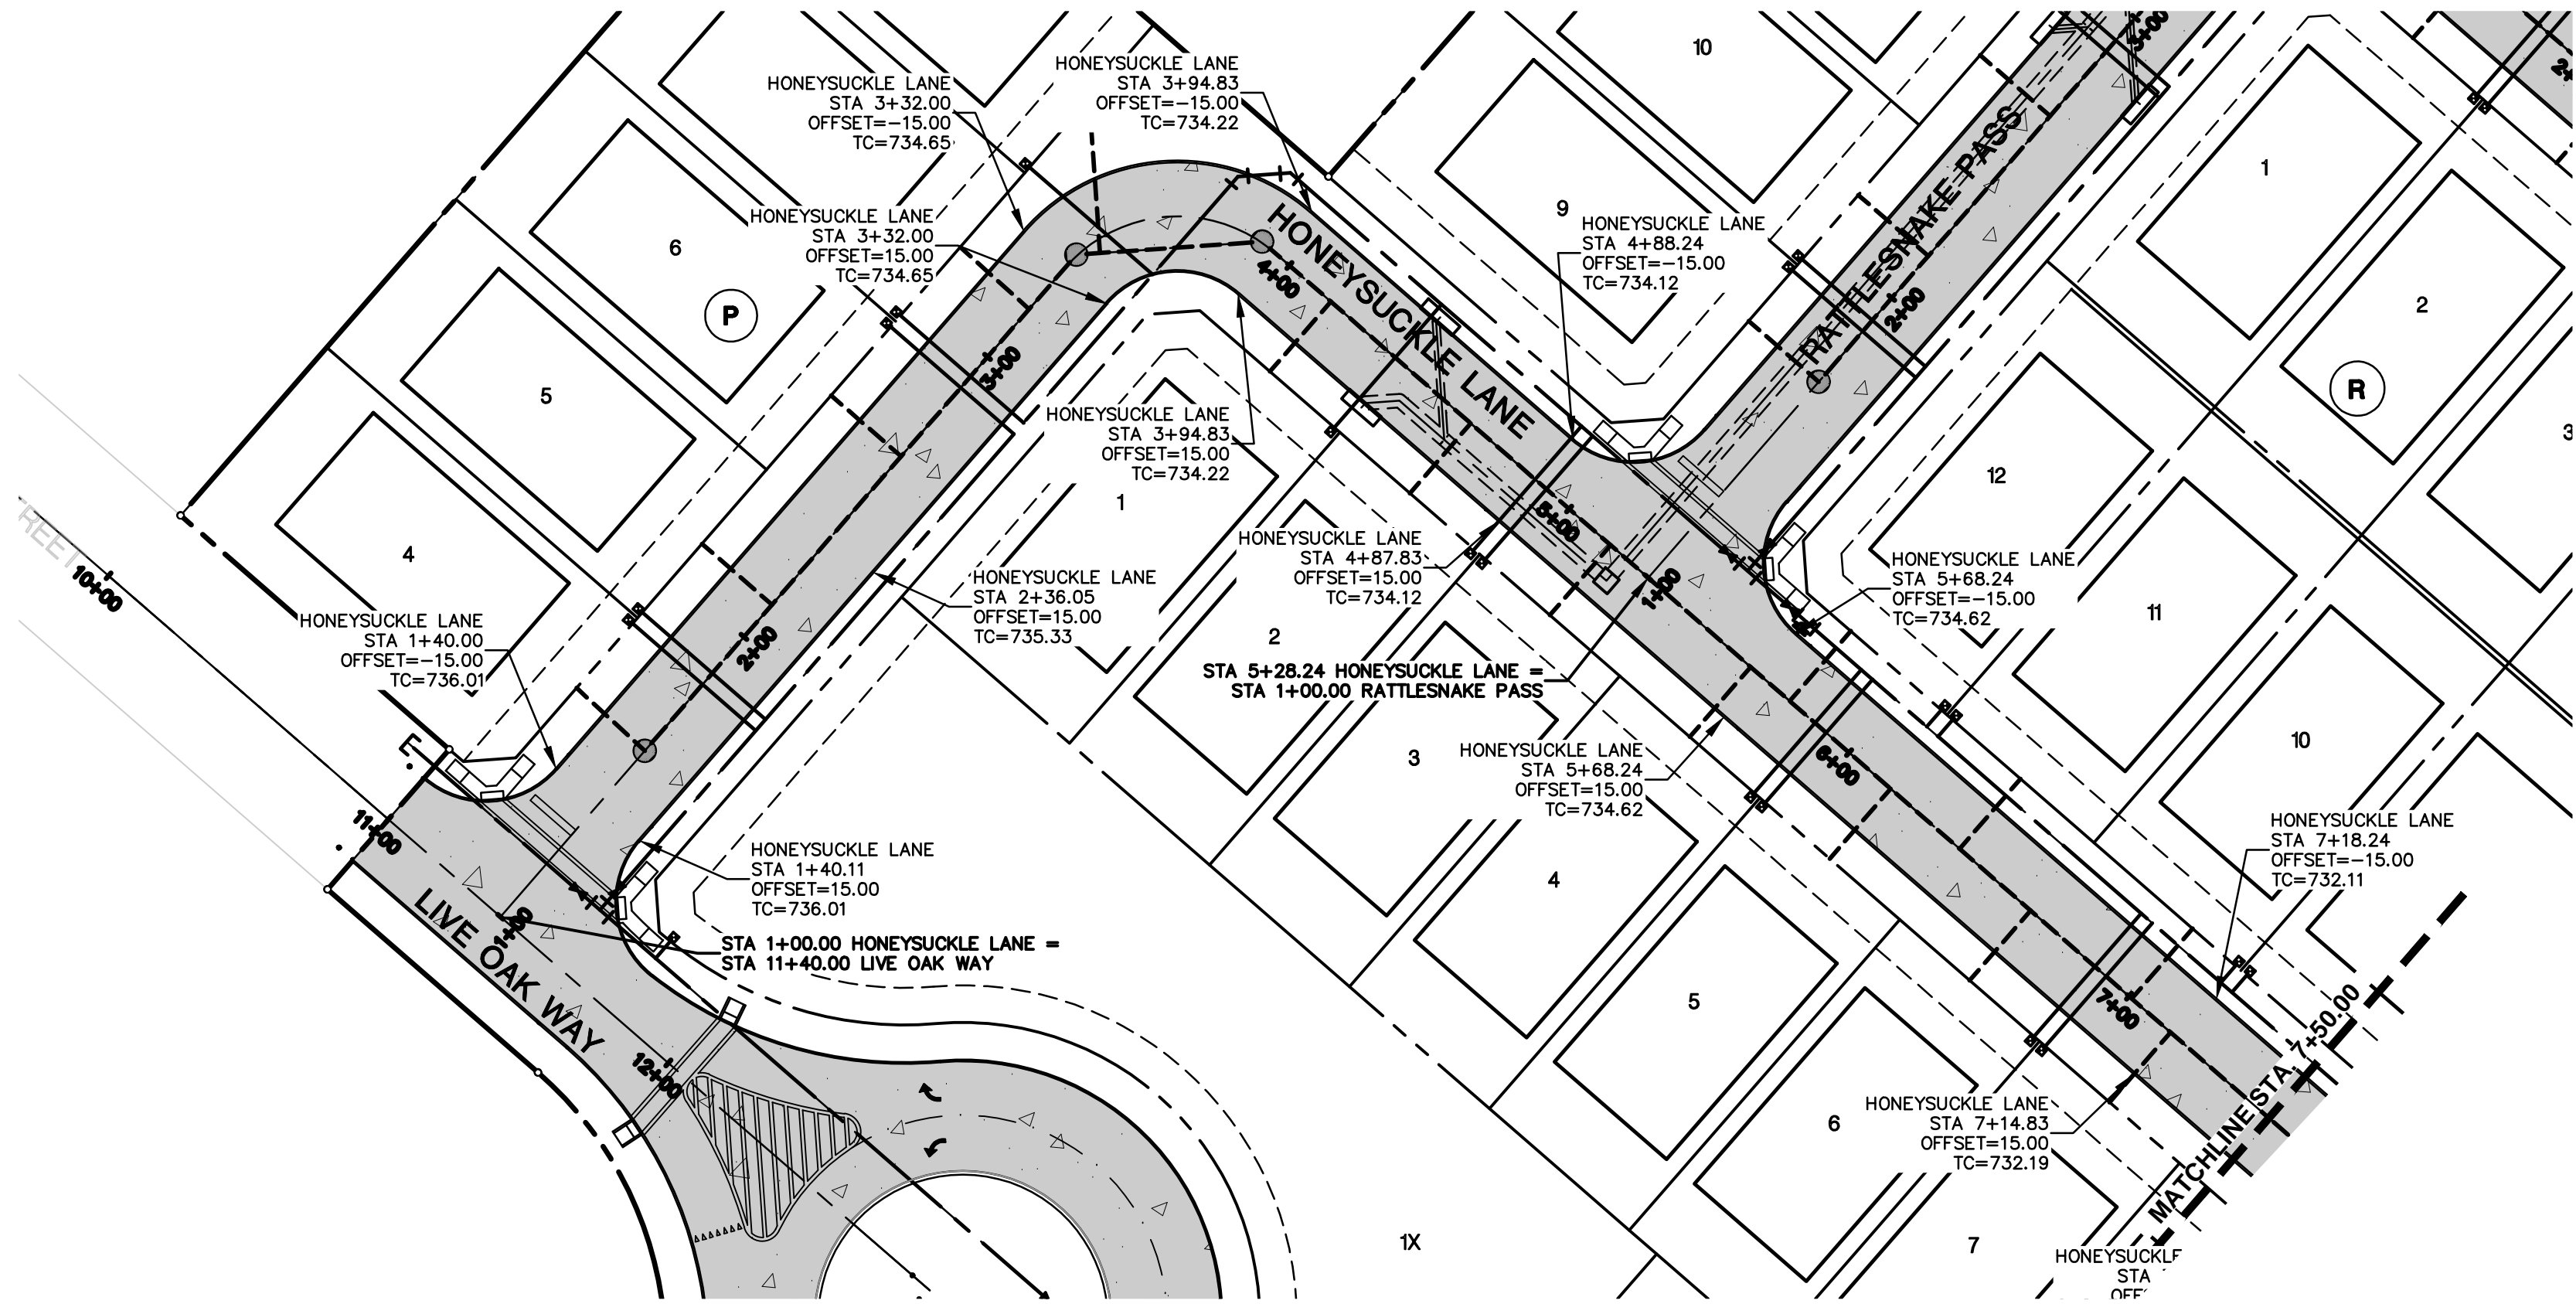 HONEYSUCKLE LANE
STA 3+94.83
OFFSET=-15.00
TC=734.22
HONEYSUCKLE LANE
STA 3+32.00
OFFSET=-15.00
TC=734.65
10
3+00
2+
RATTLESNAKE PASS
1
HONEYSUCKLE LANE
STA 3+32.00
OFFSET=15.00
TC=734.65
6
P
9
HONEYSUCKLE LANE
STA 4+88.24
OFFSET=-15.00
TC=734.12
HONEYSUCKLE LANE
4+00
2+00
2
R
3+00
5
HONEYSUCKLE LANE
STA 3+94.83
OFFSET=15.00
TC=734.22
1
12
3
4
REET
10+00
5+00
HONEYSUCKLE LANE
STA 4+87.83
OFFSET=15.00
TC=734.12
1+00
HONEYSUCKLE LANE
STA 5+68.24
OFFSET=-15.00
TC=734.62
11
HONEYSUCKLE LANE
STA 2+36.05
OFFSET=15.00
TC=735.33
2
2+00
HONEYSUCKLE LANE
STA 1+40.00
OFFSET=-15.00
TC=736.01
STA 5+28.24 HONEYSUCKLE LANE =
STA 1+00.00 RATTLESNAKE PASS
10
3
HONEYSUCKLE LANE
STA 5+68.24
OFFSET=15.00
TC=734.62
6+00
E
11+00
HONEYSUCKLE LANE
STA 1+40.11
OFFSET=15.00
TC=736.01
4
HONEYSUCKLE LANE
STA 7+18.24
OFFSET=-15.00
TC=732.11
1+00
STA 1+00.00 HONEYSUCKLE LANE =
STA 11+40.00 LIVE OAK WAY
LIVE OAK WAY
5
7+00
12+00
MATCHLINE STA. 7+50.00
6
HONEYSUCKLE LANE
STA 7+14.83
OFFSET=15.00
TC=732.19
1X
7
HONEYSUCKLE
STA
OFF